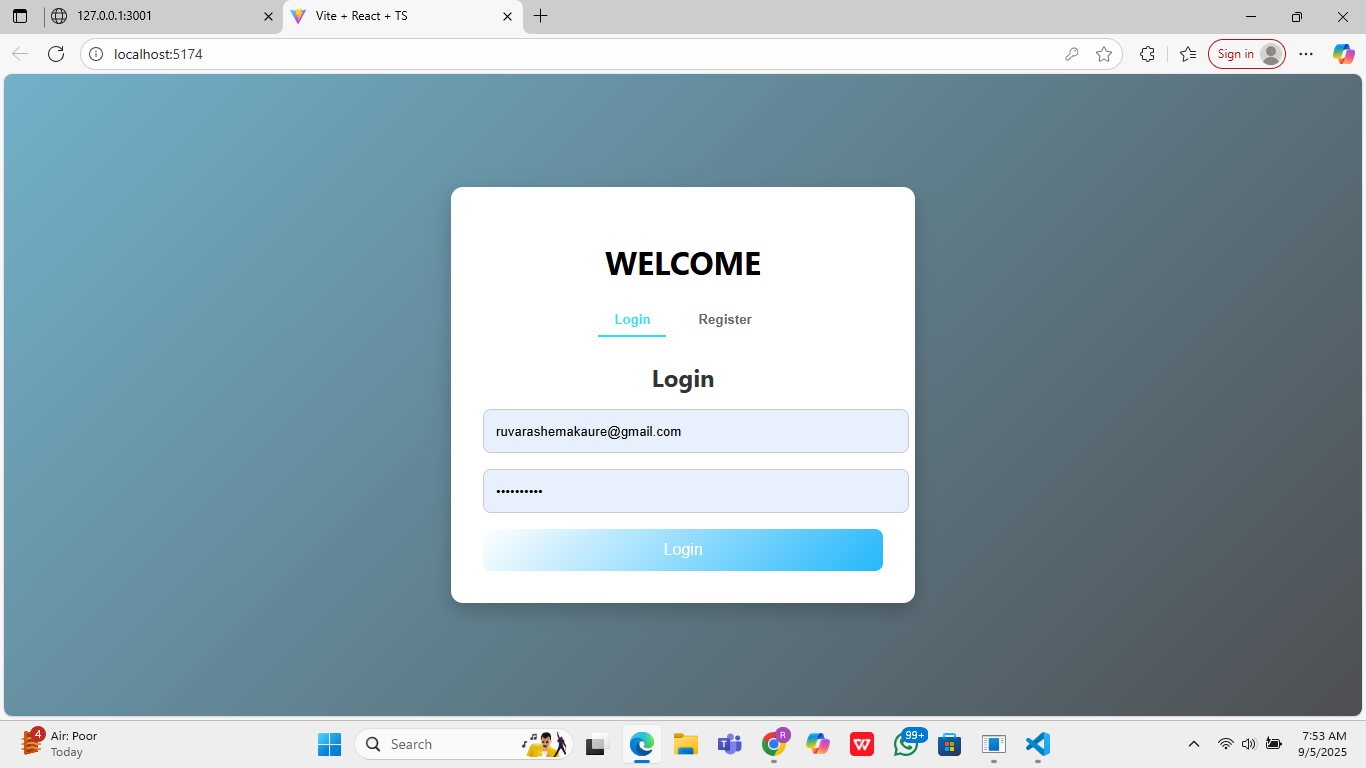 127.0.0.1:3001
Vite + React + TS
localhost:5174
Sign in
WELCOME
Login
Register
Login
ruvarashemakaure@gmail.com
••••••••••
Login
4
Air: Poor
Today
Search
R
W
99+
7:53 AM
9/5/2025